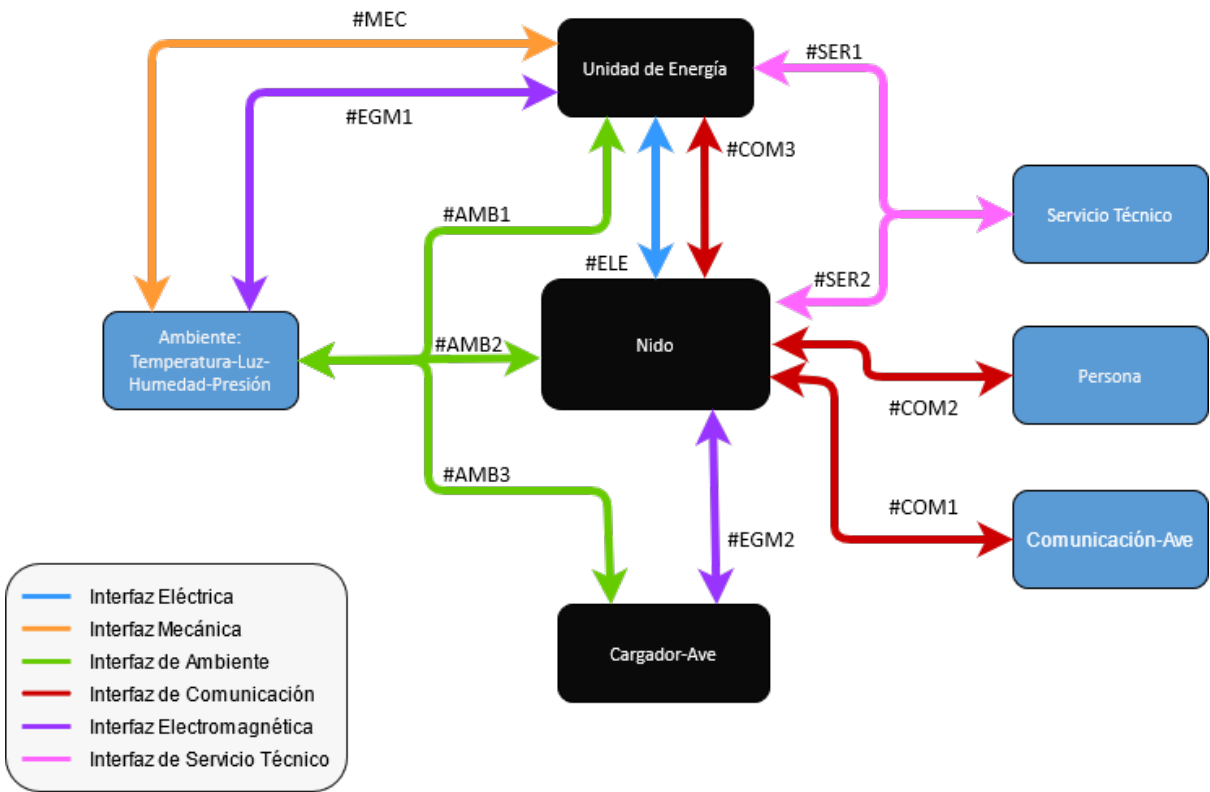 #MEC
#SER1
Unidad de Energía
#EGM1
#COM3
#AMB1
Servicio Técnico
#ELE
#SER2
Ambiente:
Temperatura-Luz-
Humedad-Presión
#AMB2
Nido
Persona
#COM2
#AMB3
#COM1
#EGM2
Comunicación-Ave
Cargador-Ave
Interfaz Eléctrica
Interfaz Mecánica
Interfaz de Ambiente
Interfaz de Comunicación
Interfaz Electromagnética
Interfaz de Servicio Técnico